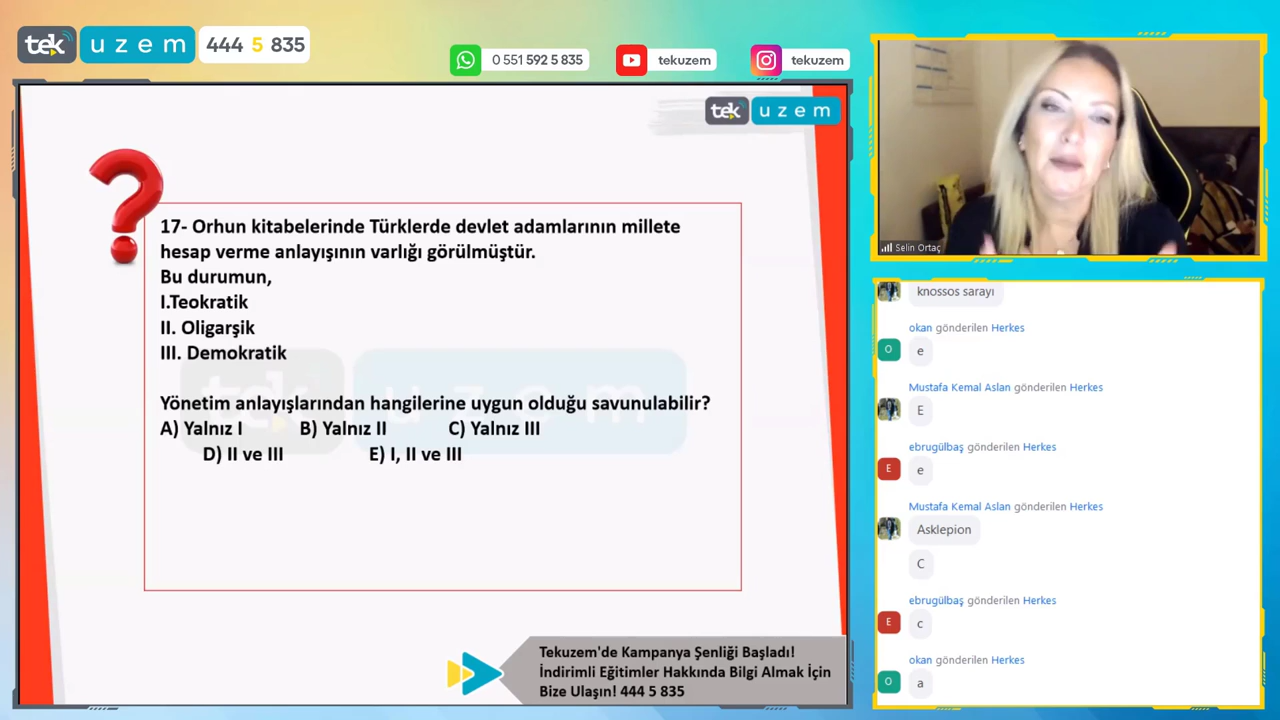 tek uzem 444 5 835
0 551 592 5 835
tekuzem
tekuzem
tek uzem
17- Orhun kitabelerinde Türklerde devlet adamlarının millete
hesap verme anlayışının varlığı görülmüştür.
Bu durumun,
I.Teokratik
II. Oligarşik
III. Demokratik
tek uzem
Yönetim anlayışlarından hangilerine uygun olduğu savunulabilir?
A) Yalnız I B) Yalnız II C) Yalnız III
D) II ve III E) I, II ve III
Tekuzem'de Kampanya Şenliği Başladı!
İndirimli Eğitimler Hakkında Bilgi Almak İçin
Bize Ulaşın! 444 5 835
Selin Ortaç
knossos sarayı
okan gönderilen Herkes
O e
Mustafa Kemal Aslan gönderilen Herkes
E
ebrugülbaş gönderilen Herkes
E e
Mustafa Kemal Aslan gönderilen Herkes
Asklepion
C
ebrugülbaş gönderilen Herkes
E c
okan gönderilen Herkes
O a